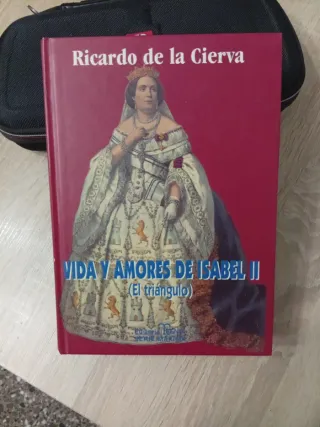 Ricardo de la Cierva
VIDA Y AMORES DE ISABEL II
(El triángulo)